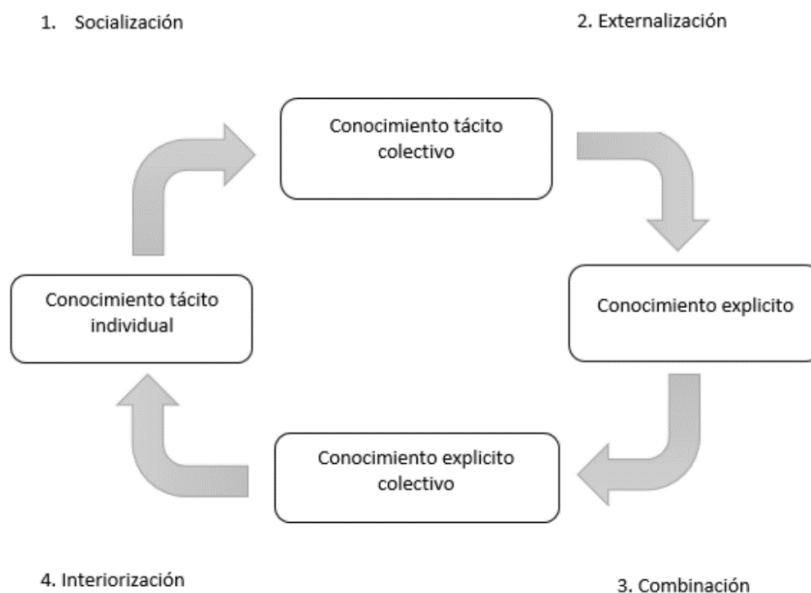 1. Socialización
2. Externalización
Conocimiento tácito
colectivo
Conocimiento tácito
individual
Conocimiento explicito
Conocimiento explicito
colectivo
4. Interiorización
3. Combinación